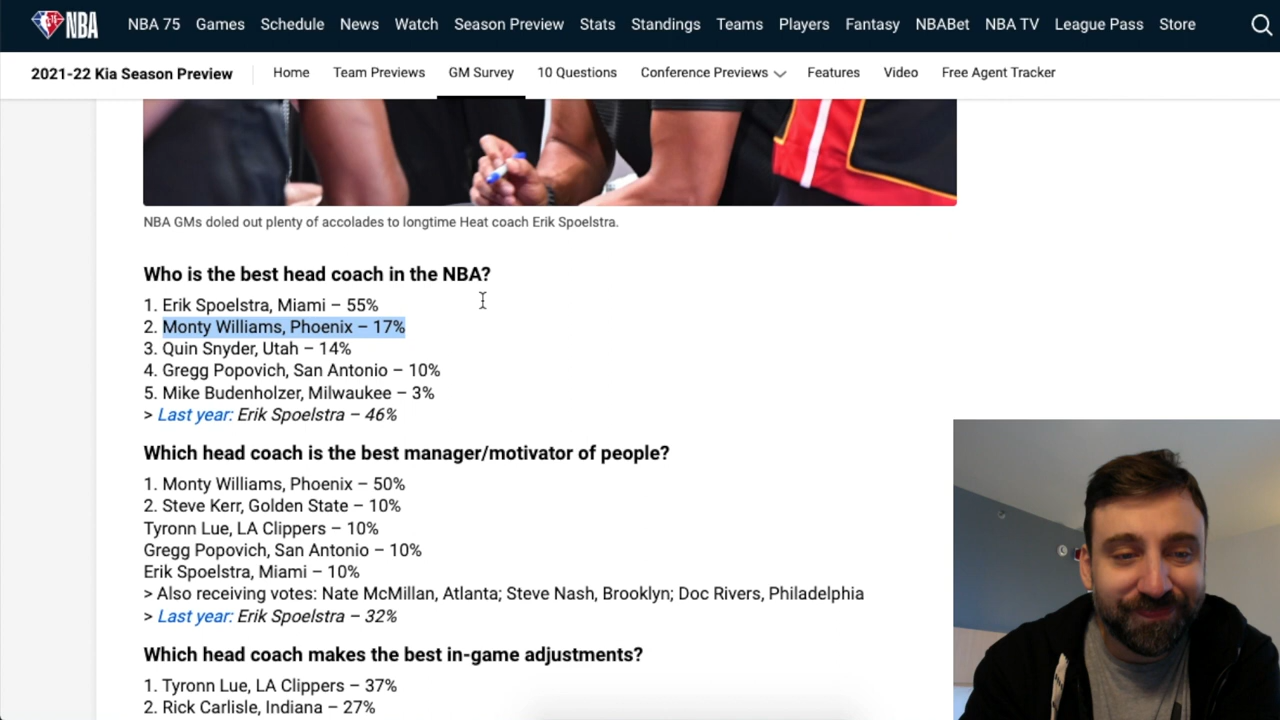 NBA NBA 75 Games Schedule News Watch Season Preview Stats Standings Teams Players Fantasy NBABet NBA TV League Pass Store
2021-22 Kia Season Preview Home Team Previews GM Survey 10 Questions Conference Previews Features Video Free Agent Tracker
NBA GMs doled out plenty of accolades to longtime Heat coach Erik Spoelstra.
Who is the best head coach in the NBA?
1. Erik Spoelstra, Miami – 55%
2. Monty Williams, Phoenix – 17%
3. Quin Snyder, Utah – 14%
4. Gregg Popovich, San Antonio – 10%
5. Mike Budenholzer, Milwaukee – 3%
> Last year: Erik Spoelstra – 46%
Which head coach is the best manager/motivator of people?
1. Monty Williams, Phoenix – 50%
2. Steve Kerr, Golden State – 10%
Tyronn Lue, LA Clippers – 10%
Gregg Popovich, San Antonio – 10%
Erik Spoelstra, Miami – 10%
> Also receiving votes: Nate McMillan, Atlanta; Steve Nash, Brooklyn; Doc Rivers, Philadelphia
> Last year: Erik Spoelstra – 32%
Which head coach makes the best in-game adjustments?
1. Tyronn Lue, LA Clippers – 37%
2. Rick Carlisle, Indiana – 27%